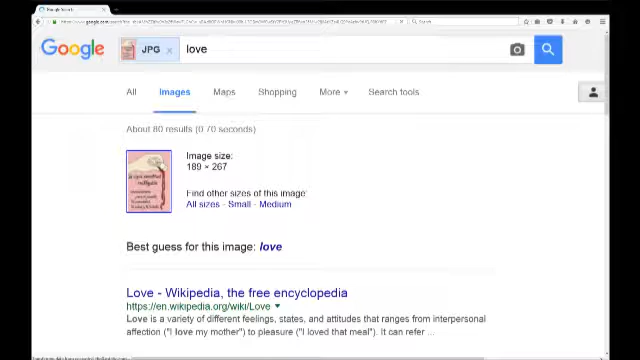 Google Search
Google JPG × love
All Images Maps Shopping More Search tools
About 80 results (0.70 seconds)
Image size:
189 × 267
Find other sizes of this image:
All sizes - Small - Medium
Best guess for this image: love
Love - Wikipedia, the free encyclopedia
https://en.wikipedia.org/wiki/Love
Love is a variety of different feelings, states, and attitudes that ranges from interpersonal
affection ("I love my mother") to pleasure ("I loved that meal"). It can refer ...